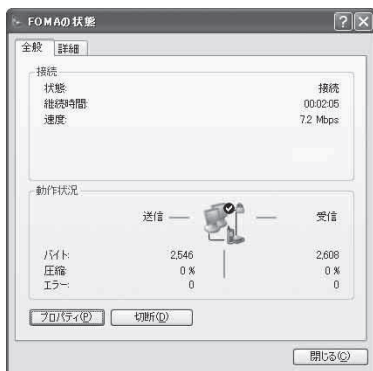 FOMAの状態
全般 詳細
接続
状態: 接続
継続時間: 00:02:05
速度: 7.2 Mbps
動作状況
送信 受信
バイト: 2,546 2,608
圧縮: 0 % 0 %
エラー: 0 0
プロパティ(P) 切断(D)
閉じる(C)